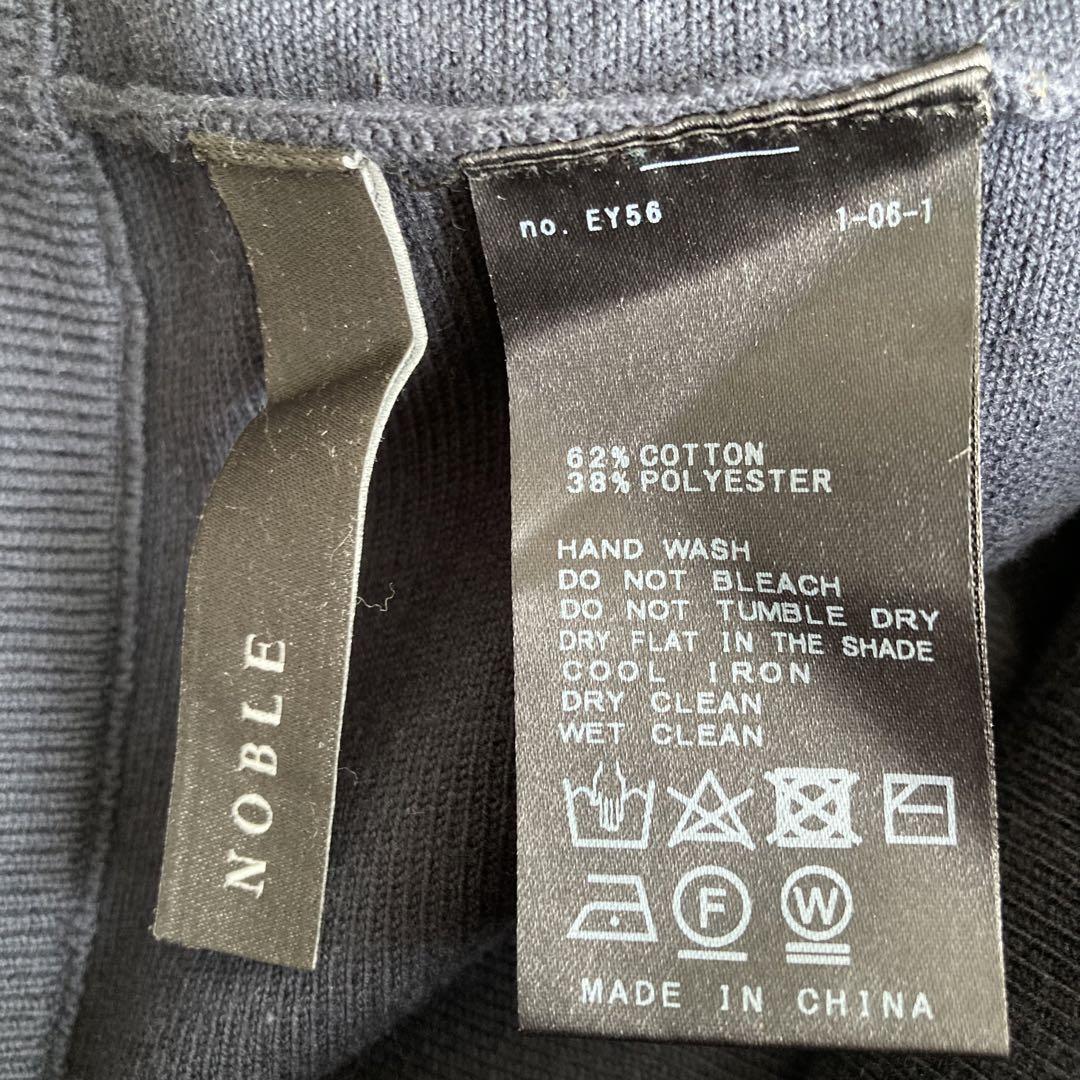 NOBLE
no. EY56 1-06-1
62% COTTON
38% POLYESTER
HAND WASH
DO NOT BLEACH
DO NOT TUMBLE DRY
DRY FLAT IN THE SHADE
COOL IRON
DRY CLEAN
WET CLEAN
F W
MADE IN CHINA